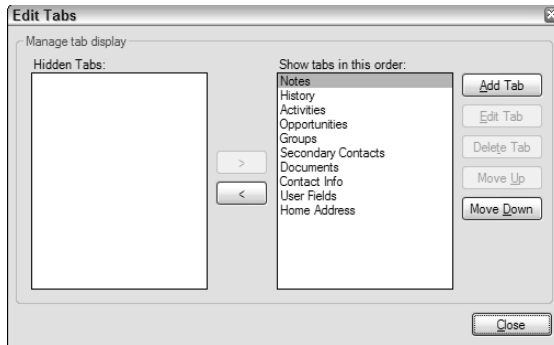 Edit Tabs
Manage tab display
Hidden Tabs:
Show tabs in this order:
Notes
History
Activities
Opportunities
Groups
Secondary Contacts
Documents
Contact Info
User Fields
Home Address
>
<
Add Tab
Edit Tab
Delete Tab
Move Up
Move Down
Close